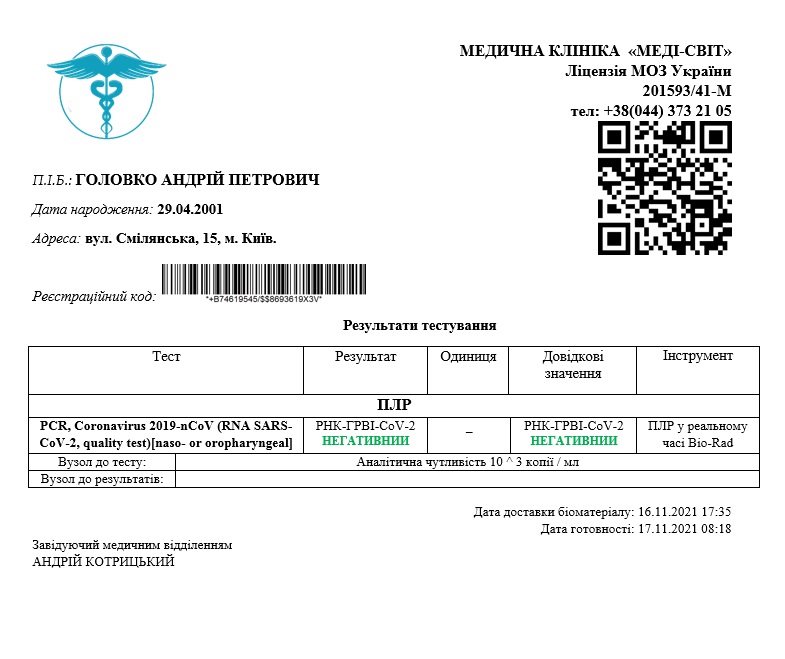 МЕДИЧНА КЛІНІКА «МЕДІ-СВІТ»
Ліцензія МОЗ України
201593/41-М
тел: +38(044) 373 21 05
П.І.Б.: ГОЛОВКО АНДРІЙ ПЕТРОВИЧ
Дата народження: 29.04.2001
Адреса: вул. Смілянська, 15, м. Київ.
Реєстраційний код:
*+B74619545/$$8693619X3V*
Результати тестування
Тест Результат Одиниця Довідкові значення Інструмент
ПЛР
PCR, Coronavirus 2019-nCoV (RNA SARS- РНК-ГРВІ-CoV-2 – РНК-ГРВІ-CoV-2 ПЛР у реальному
CoV-2, quality test)[naso- or oropharyngeal] НЕГАТИВНИИ НЕГАТИВНИИ часі Bio-Rad
Вузол до тесту: Аналітична чутливість 10 ^ 3 копії / мл
Вузол до результатів:
Дата доставки біоматеріалу: 16.11.2021 17:35
Дата готовності: 17.11.2021 08:18
Завідуючий медичним відділенням
АНДРІЙ КОТРИЦЬКИЙ